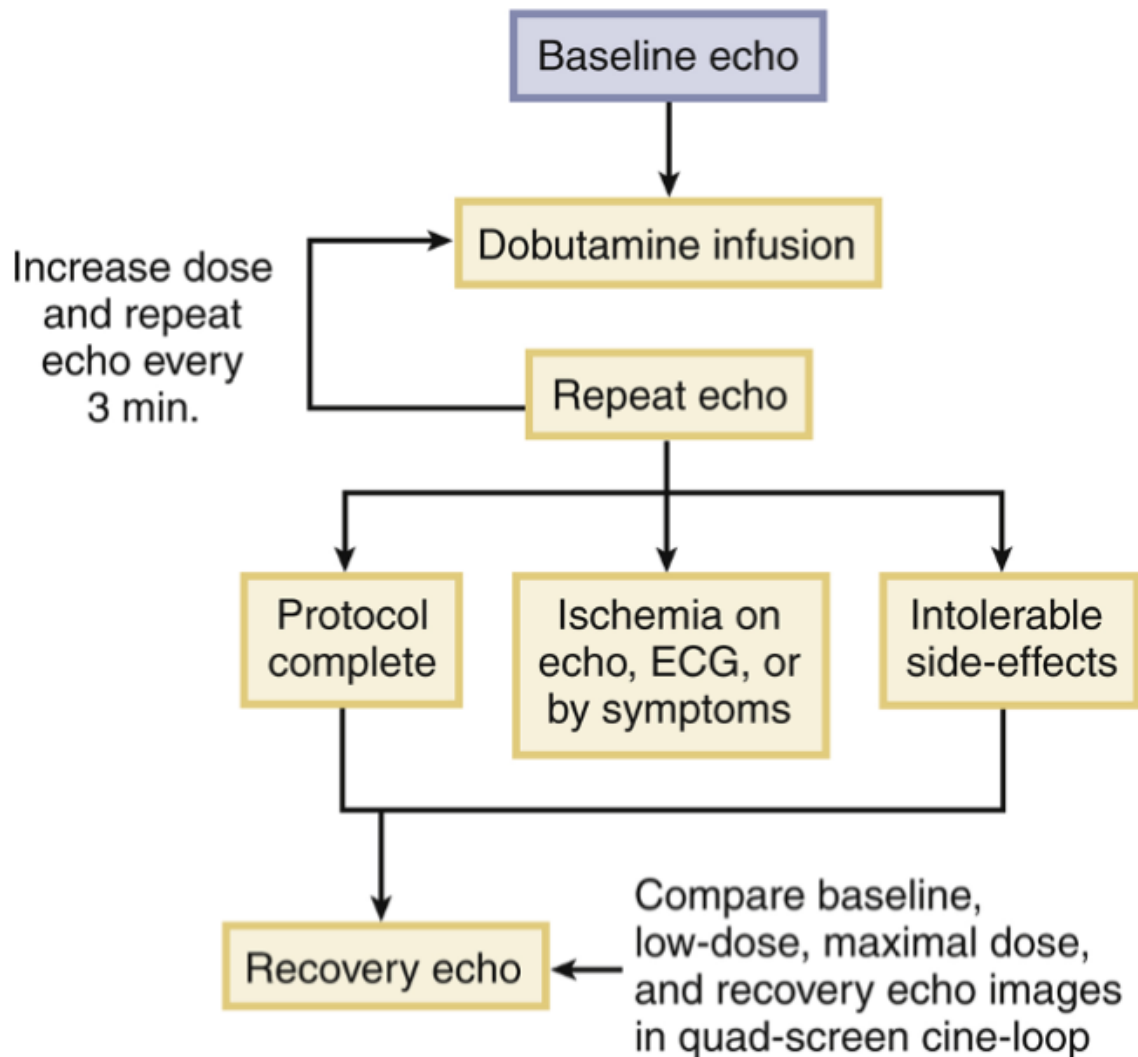 Baseline echo
Dobutamine infusion
Increase dose
and repeat
echo every
3 min.
Repeat echo
Protocol
complete
Ischemia on
echo, ECG, or
by symptoms
Intolerable
side-effects
Recovery echo
Compare baseline,
low-dose, maximal dose,
and recovery echo images
in quad-screen cine-loop